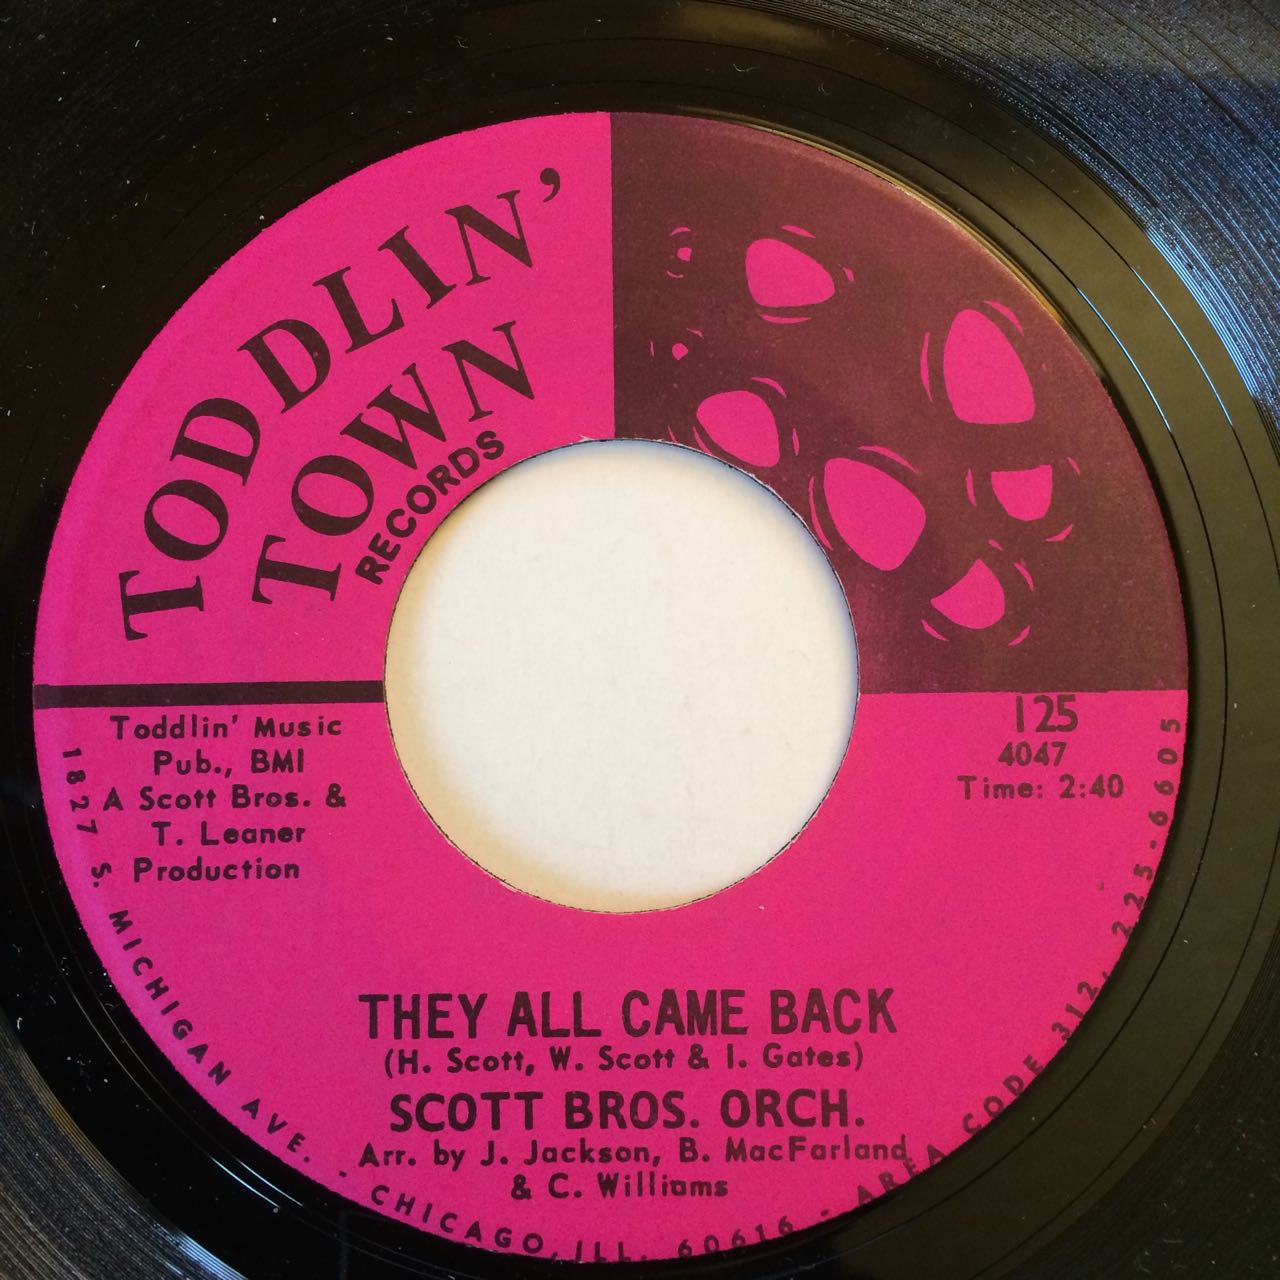 TODDLIN'
TOWN
RECORDS
Toddlin' Music
Pub., BMI
A Scott Bros. &
T. Leaner
Production
125
4047
Time: 2:40
THEY ALL CAME BACK
(H. Scott, W. Scott & I. Gates)
SCOTT BROS. ORCH.
Arr. by J. Jackson, B. MacFarland
& C. Williams
1827 S. MICHIGAN AVE. - CHICAGO, ILL. 60616 - AREA CODE 312, 225-6605